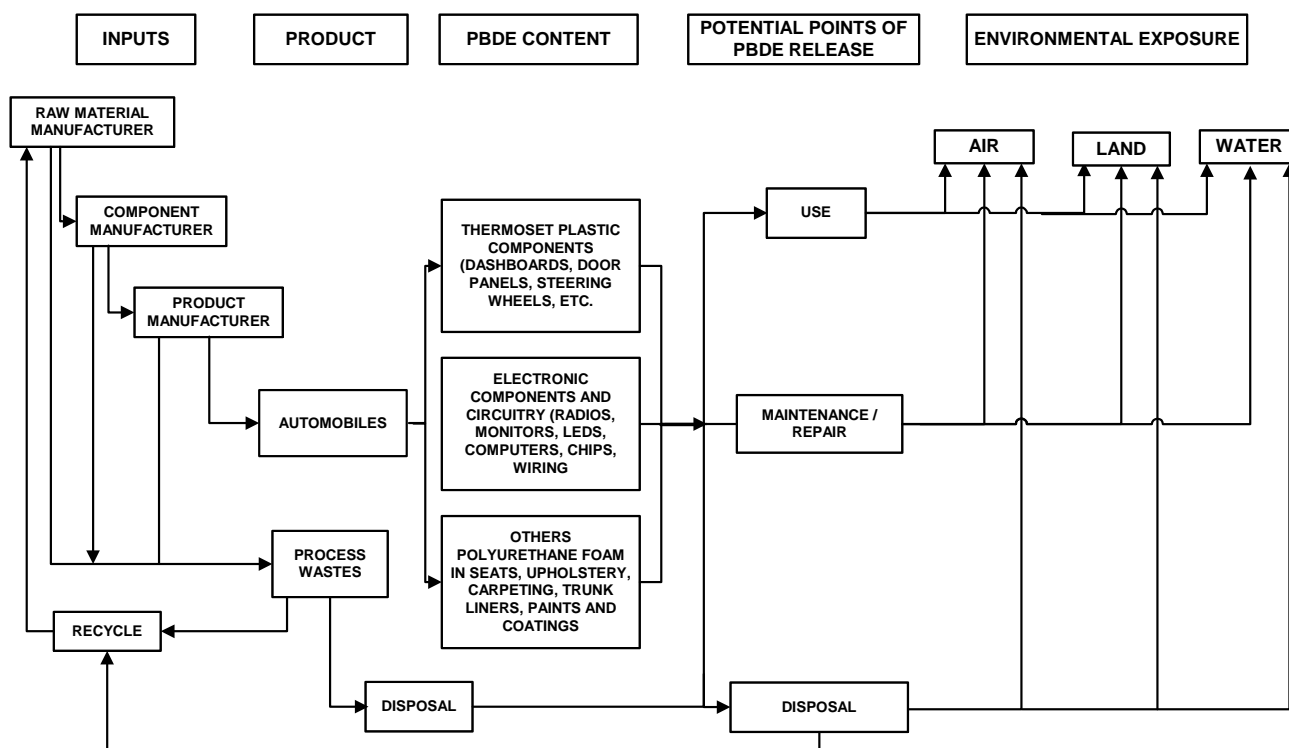 INPUTS
PRODUCT
PBDE CONTENT
POTENTIAL POINTS OF
PBDE RELEASE
ENVIRONMENTAL EXPOSURE
RAW MATERIAL
MANUFACTURER
AIR
LAND
WATER
COMPONENT
MANUFACTURER
USE
THERMOSET PLASTIC
COMPONENTS
(DASHBOARDS, DOOR
PANELS, STEERING
WHEELS, ETC.
PRODUCT
MANUFACTURER
AUTOMOBILES
ELECTRONIC
COMPONENTS AND
CIRCUITRY (RADIOS,
MONITORS, LEDS,
COMPUTERS, CHIPS,
WIRING
MAINTENANCE /
REPAIR
PROCESS
WASTES
OTHERS
POLYURETHANE FOAM
IN SEATS, UPHOLSTERY,
CARPETING, TRUNK
LINERS, PAINTS AND
COATINGS
RECYCLE
DISPOSAL
DISPOSAL